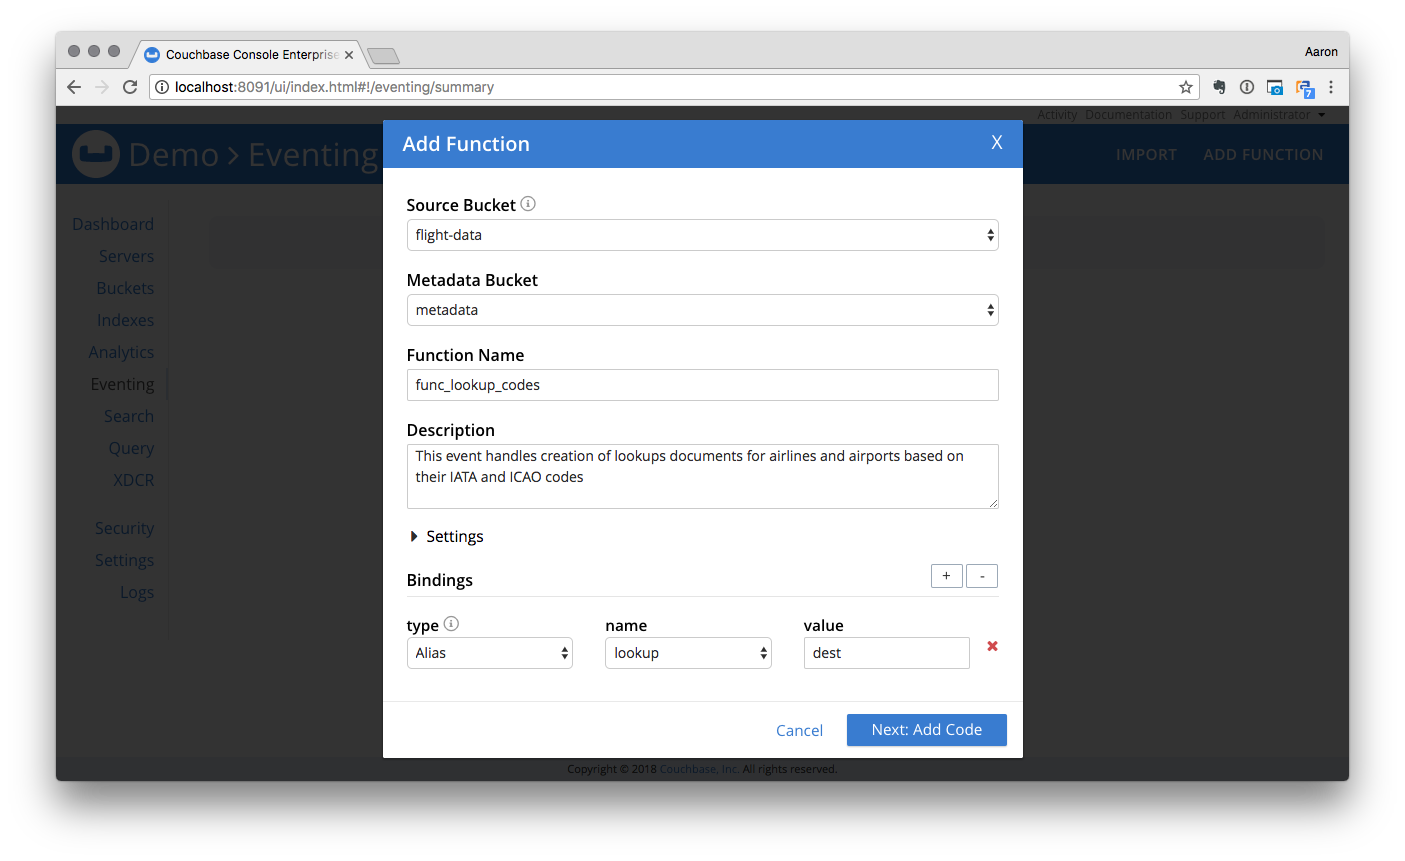 Couchbase Console Enterprise
Aaron
localhost:8091/ui/index.html#!/eventing/summary
7
Activity Documentation Support Administrator
Demo > Eventing
IMPORT ADD FUNCTION
Dashboard
Servers
Buckets
Indexes
Analytics
Eventing
Search
Query
XDCR
Security
Settings
Logs
Add Function
X
Source Bucket
flight-data
Metadata Bucket
metadata
Function Name
func_lookup_codes
Description
This event handles creation of lookups documents for airlines and airports based on
their IATA and ICAO codes
Settings
Bindings
+ -
type name value
Alias lookup dest
Cancel Next: Add Code
Copyright © 2018 Couchbase, Inc. All rights reserved.